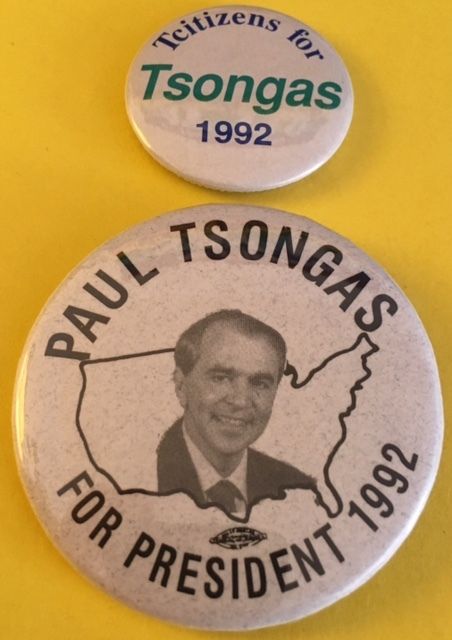 Tcitizens for
Tsongas
1992
PAUL TSONGAS
FOR PRESIDENT 1992